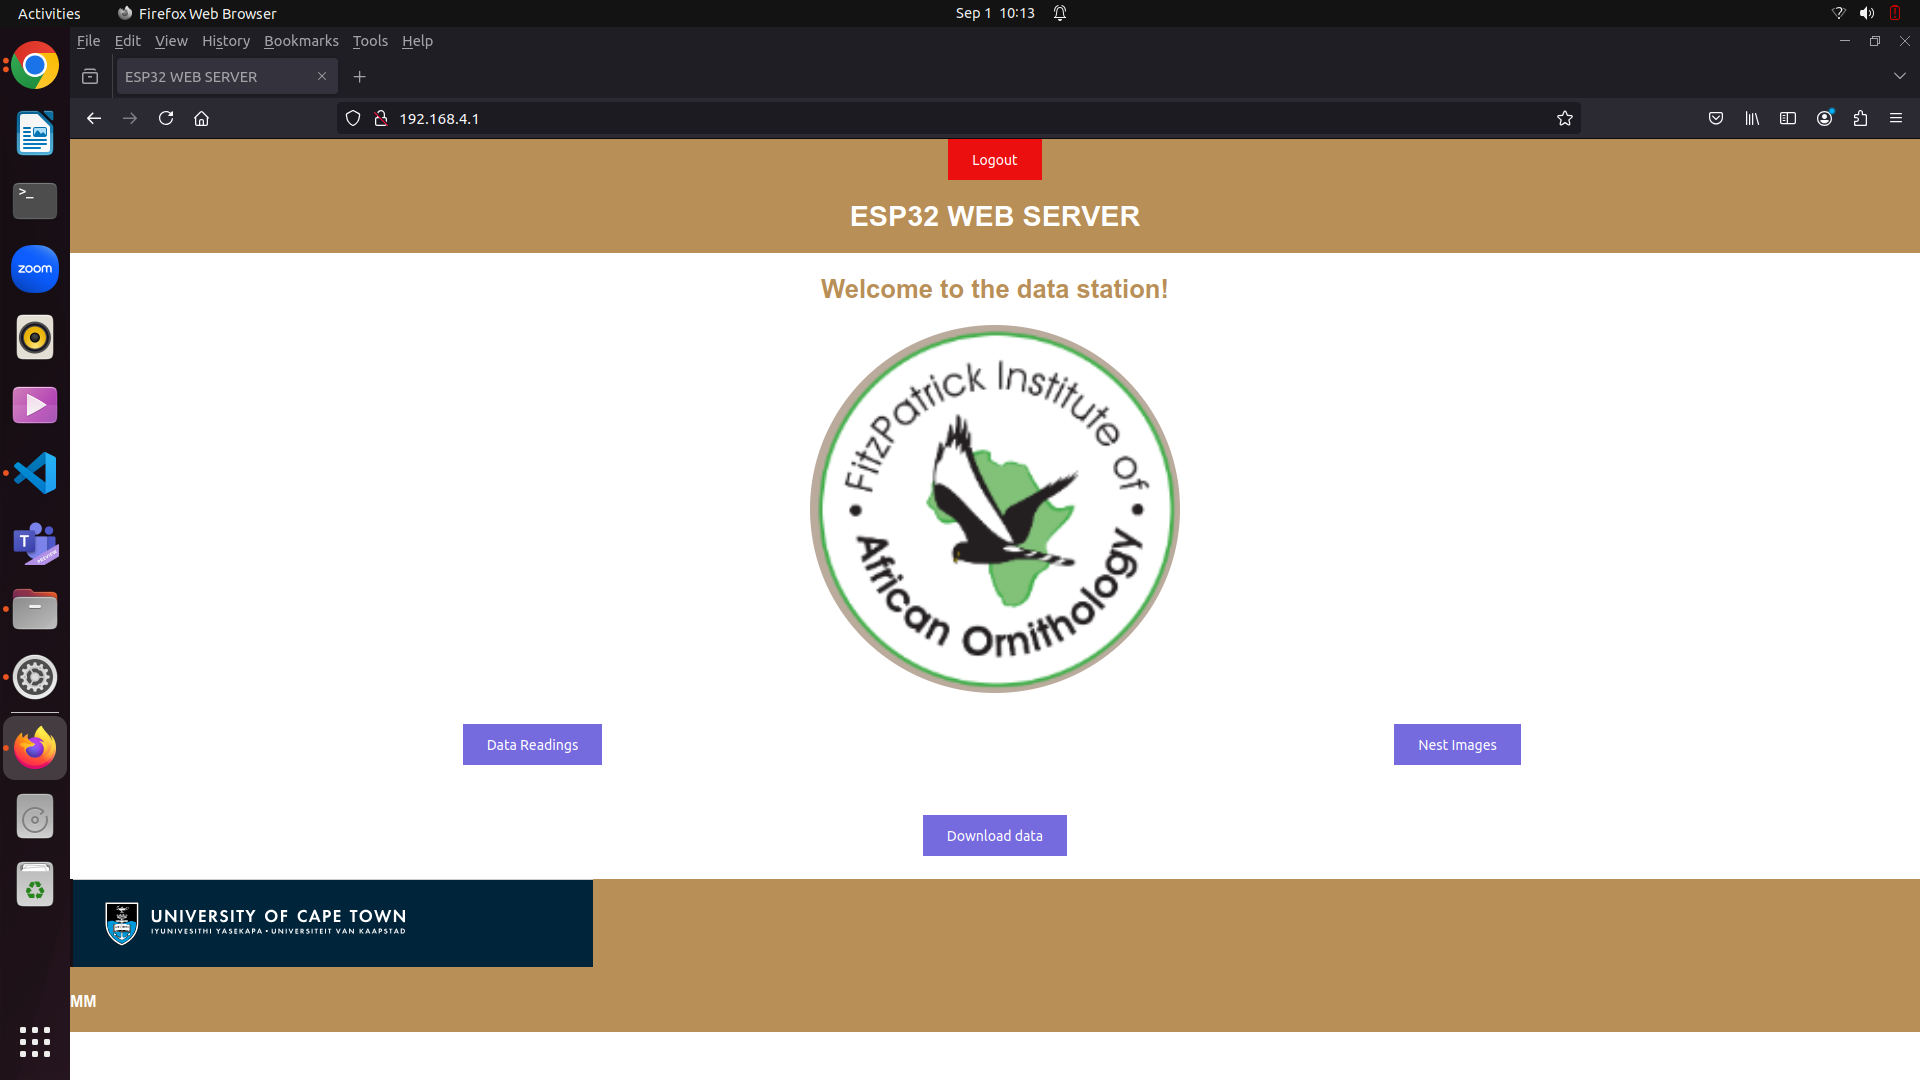 Activities Firefox Web Browser Sep 1 10:13
File Edit View History Bookmarks Tools Help
ESP32 WEB SERVER
192.168.4.1
>_
zoom
T
PREVIEW
Logout
ESP32 WEB SERVER
Welcome to the data station!
FitzPatrick Institute of
African Ornithology
Data Readings
Nest Images
Download data
UNIVERSITY OF CAPE TOWN
IYUNIVESITHI YASEKAPA • UNIVERSITEIT VAN KAAPSTAD
MM